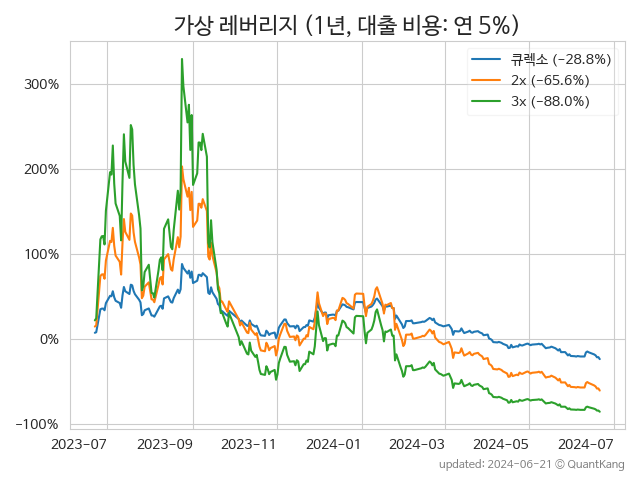 가상 레버리지 (1년, 대출 비용: 연 5%)
큐렉소 (−28.8%)
2x (−65.6%)
3x (−88.0%)
300%
200%
100%
0%
−100%
2023-07 2023-09 2023-11 2024-01 2024-03 2024-05 2024-07
updated: 2024-06-21 © QuantKang